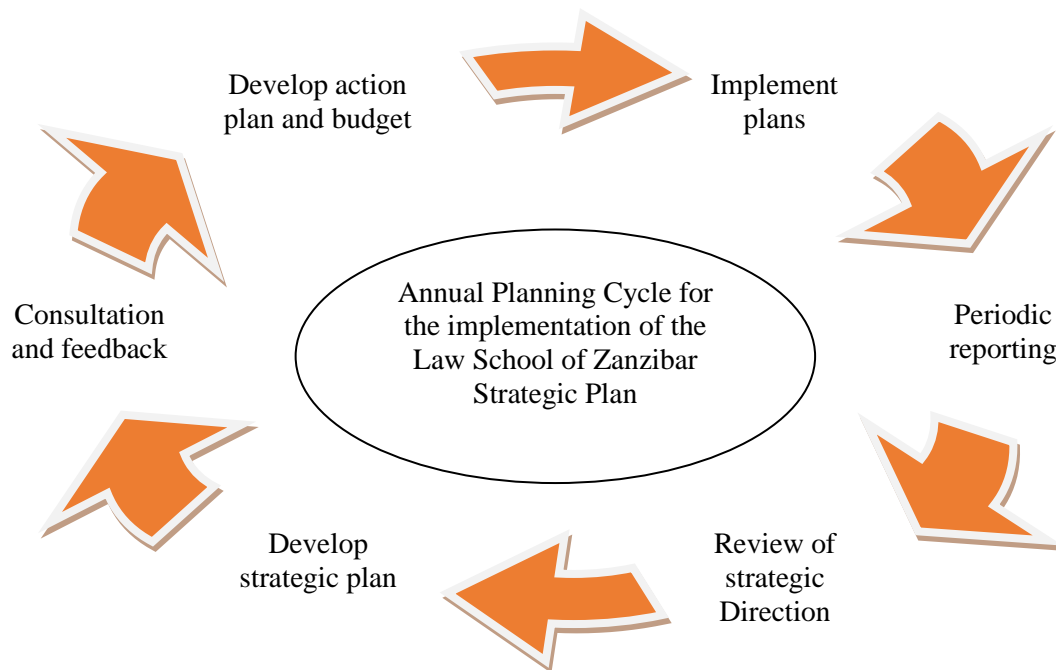 Develop action
plan and budget
Implement
plans
Periodic
reporting
Review of
strategic
Direction
Develop
strategic plan
Consultation
and feedback
Annual Planning Cycle for
the implementation of the
Law School of Zanzibar
Strategic Plan